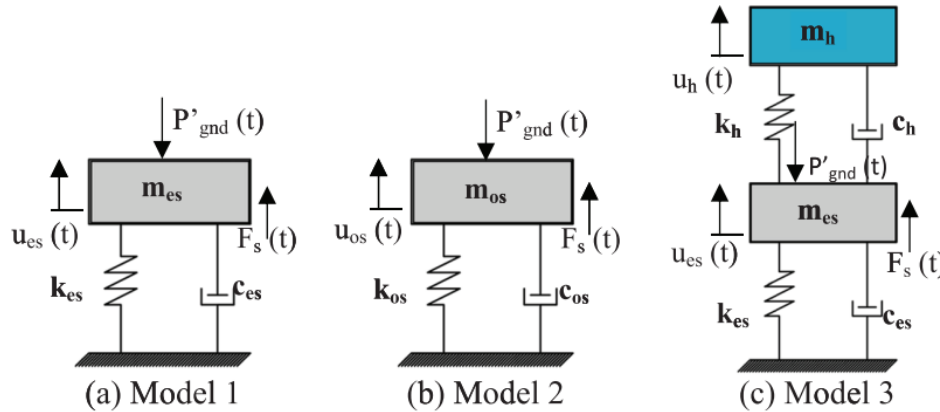 P'gnd (t)
mes
ues (t)
Fs (t)
kes
ces
(a) Model 1
P'gnd (t)
mos
uos (t)
Fs (t)
kos
cos
(b) Model 2
mh
uh (t)
kh
ch
P'gnd (t)
mes
ues (t)
Fs (t)
kes
ces
(c) Model 3